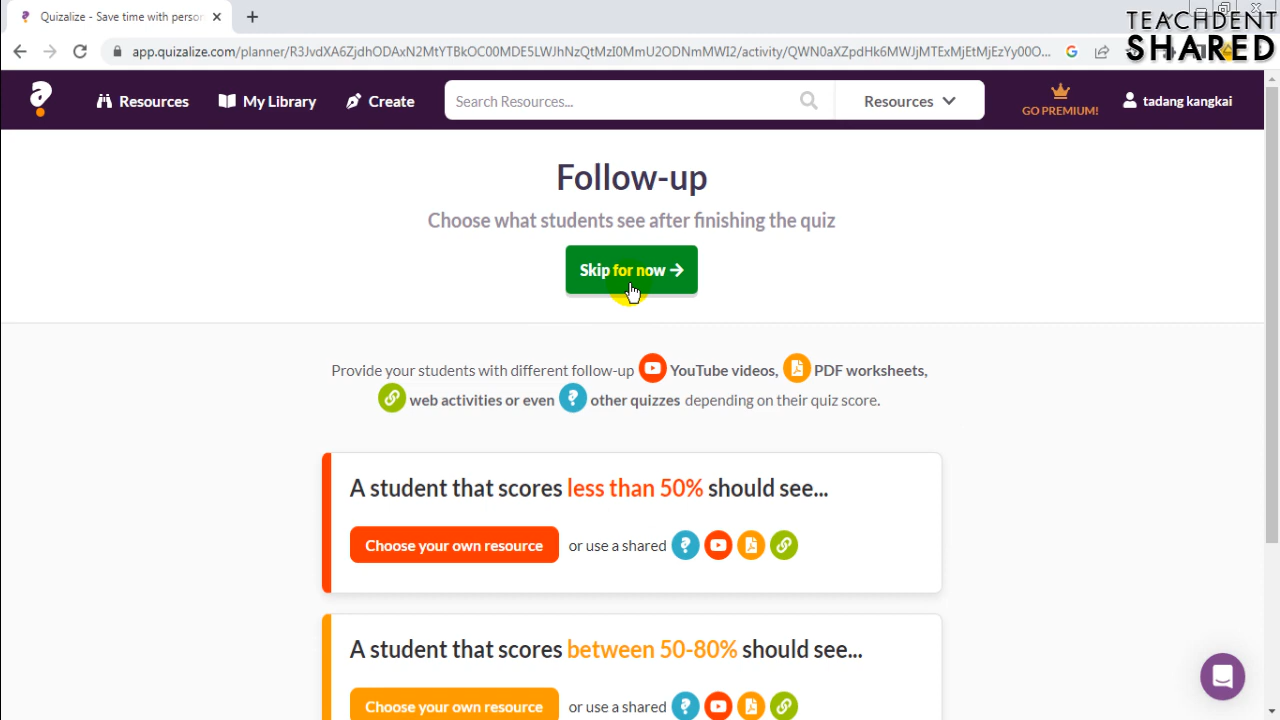 Quizalize - Save time with person
TEACHDENT
SHARED
app.quizalize.com/planner/R3JvdXA6ZjdhODAxN2MtYTBkOC00MDE5LWJhNzQtMzI0MmU2ODNmMWI2/activity/QWN0aXZpdHk6MWJjMTExMjEtMjEzYy00O...
Resources
My Library
Create
Search Resources...
Resources
GO PREMIUM!
tadang kangkai
Follow-up
Choose what students see after finishing the quiz
Skip for now
Provide your students with different follow-up YouTube videos, PDF worksheets,
web activities or even other quizzes depending on their quiz score.
A student that scores less than 50% should see...
Choose your own resource or use a shared
A student that scores between 50-80% should see...
Choose your own resource or use a shared